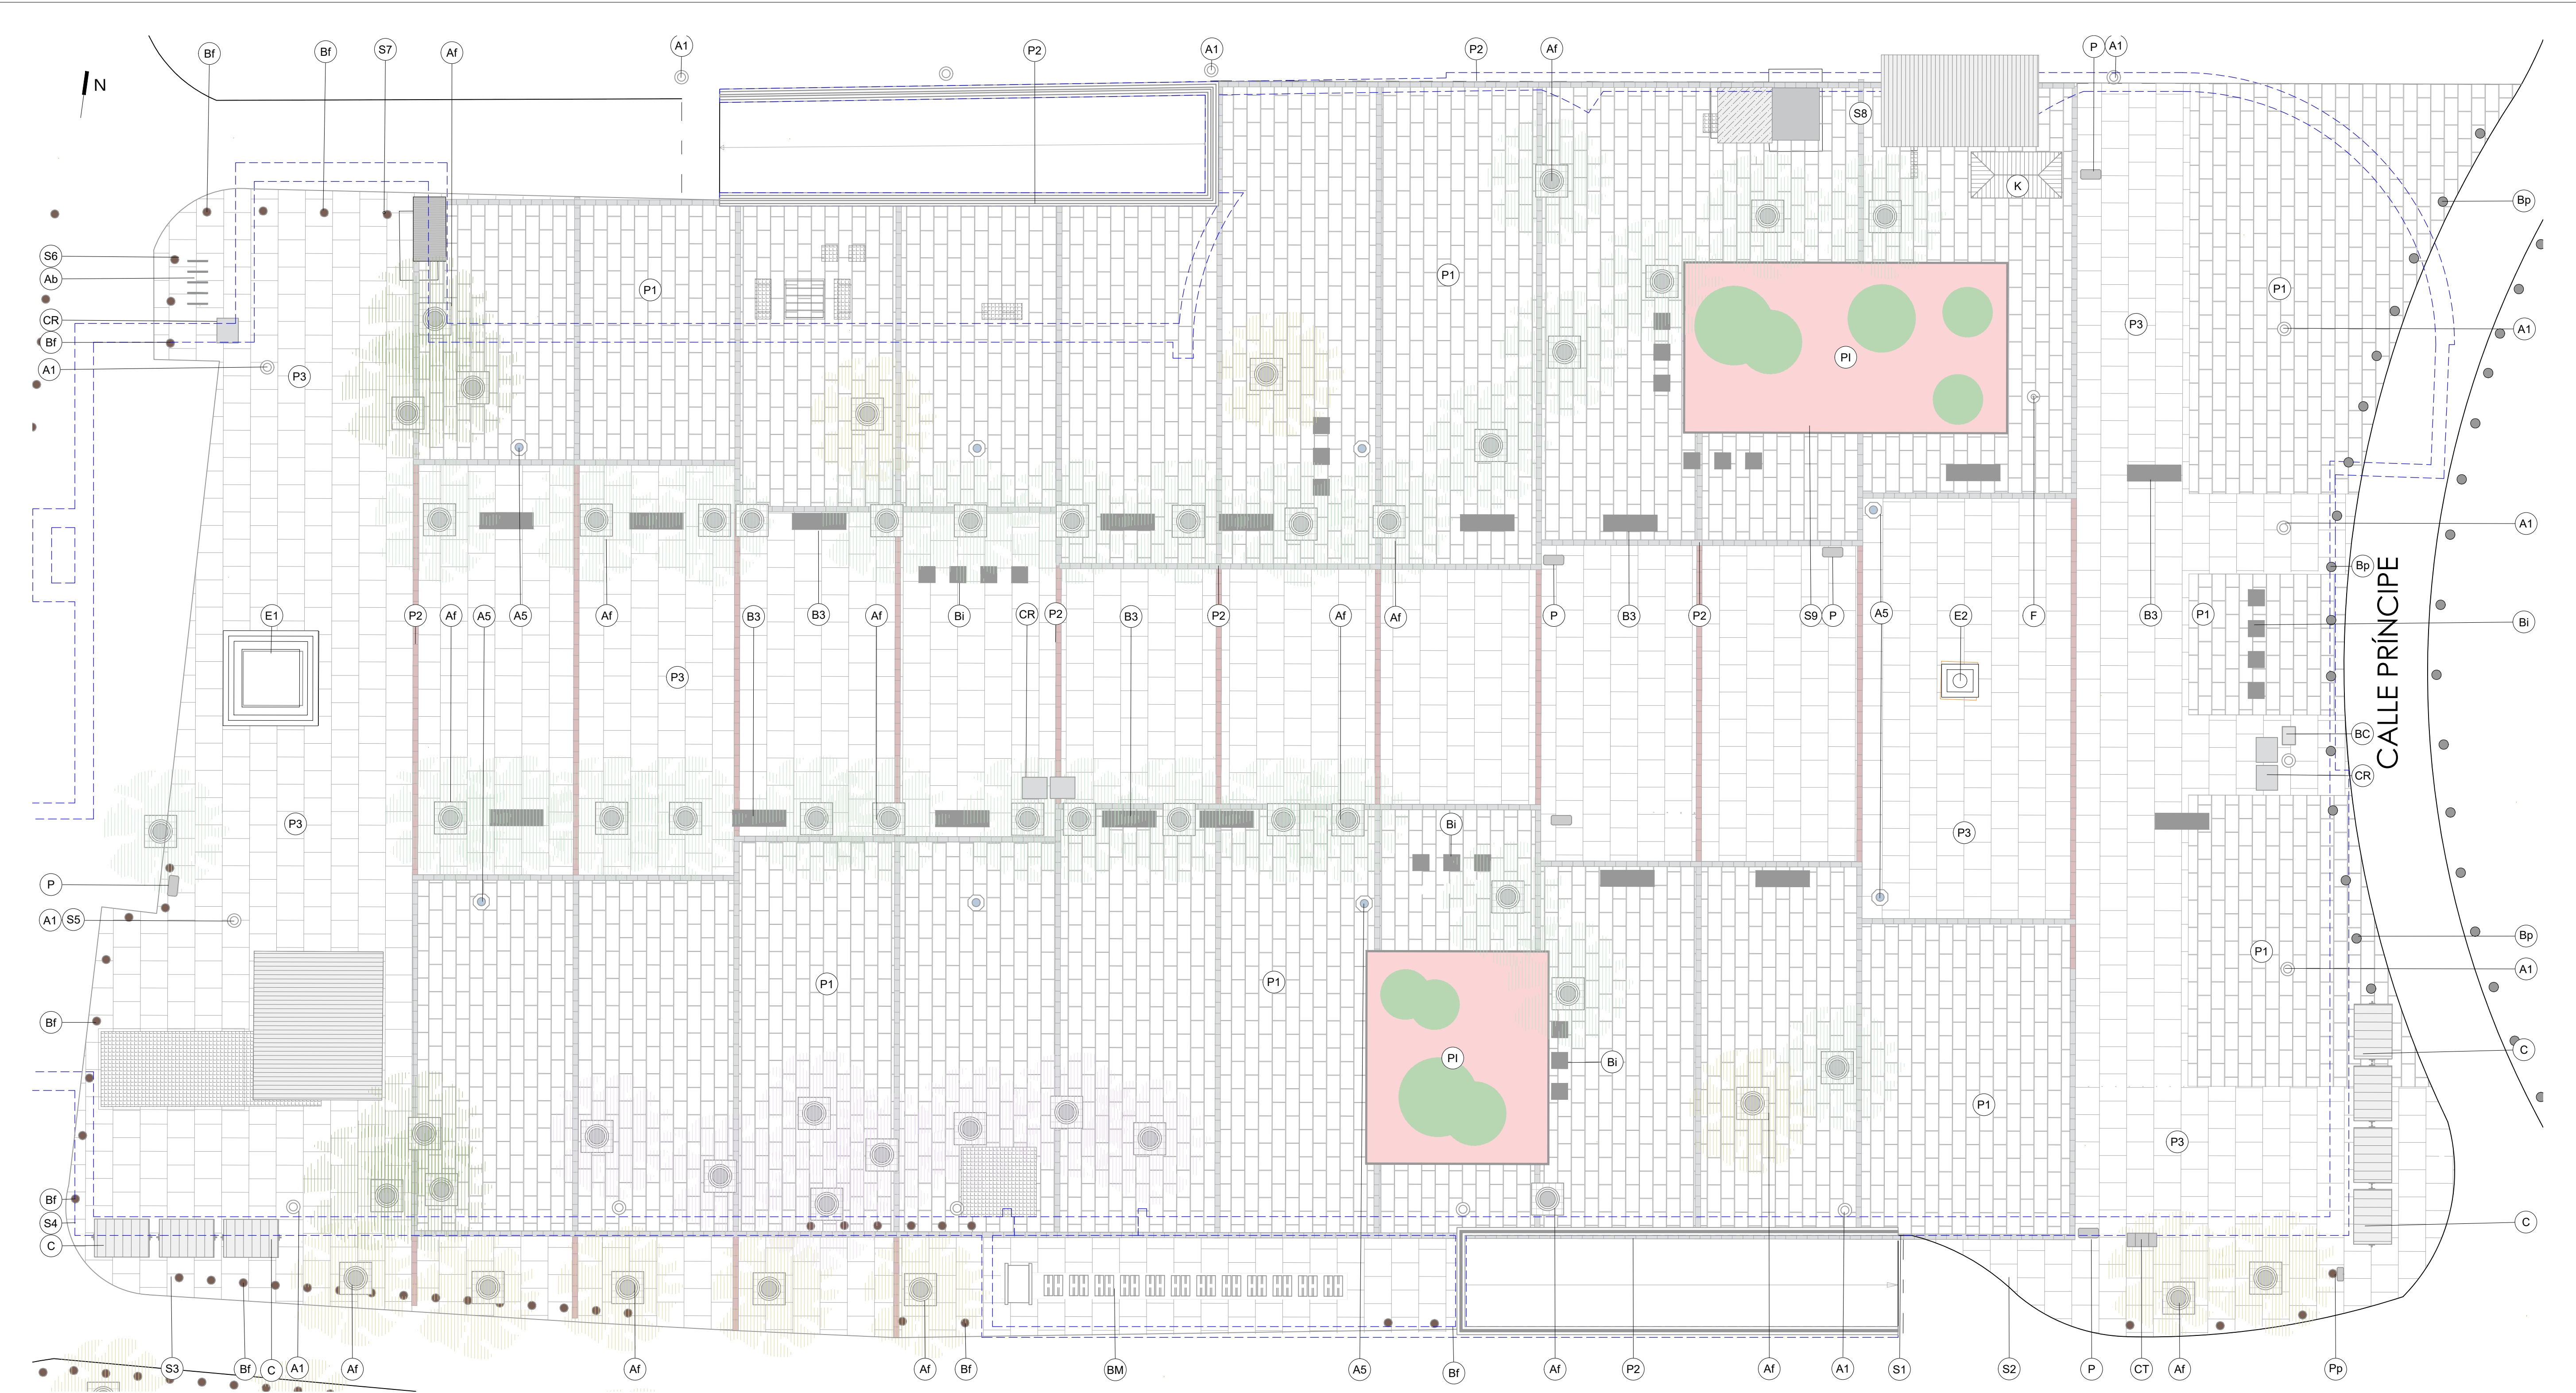 Bf Bf S7 Af A1 P2 A1 P2 Af P A1
N
S8
K
Bp
S6
Ab
P1 P1 P1
CR P3 A1
Bf
PI
A1 P3
A1
Bp
E1 P2 Af A5 A5 Af B3 B3 Af Bi CR P2 B3 P2 Af Af P B3 P2 S9 P A5 E2 F B3 P1 Bi
CALLE PRÍNCIPE
P3
BC
CR
P3 Bi P3
P
A1 S5 Bp
P1 P1 P1
A1
Bf
C
PI Bi
P1
P3
Bf
S4 C
C
S3 Bf C A1 Af Af Af Bf BM A5 Bf Af P2 Af A1 S1 S2 P CT Af Pp